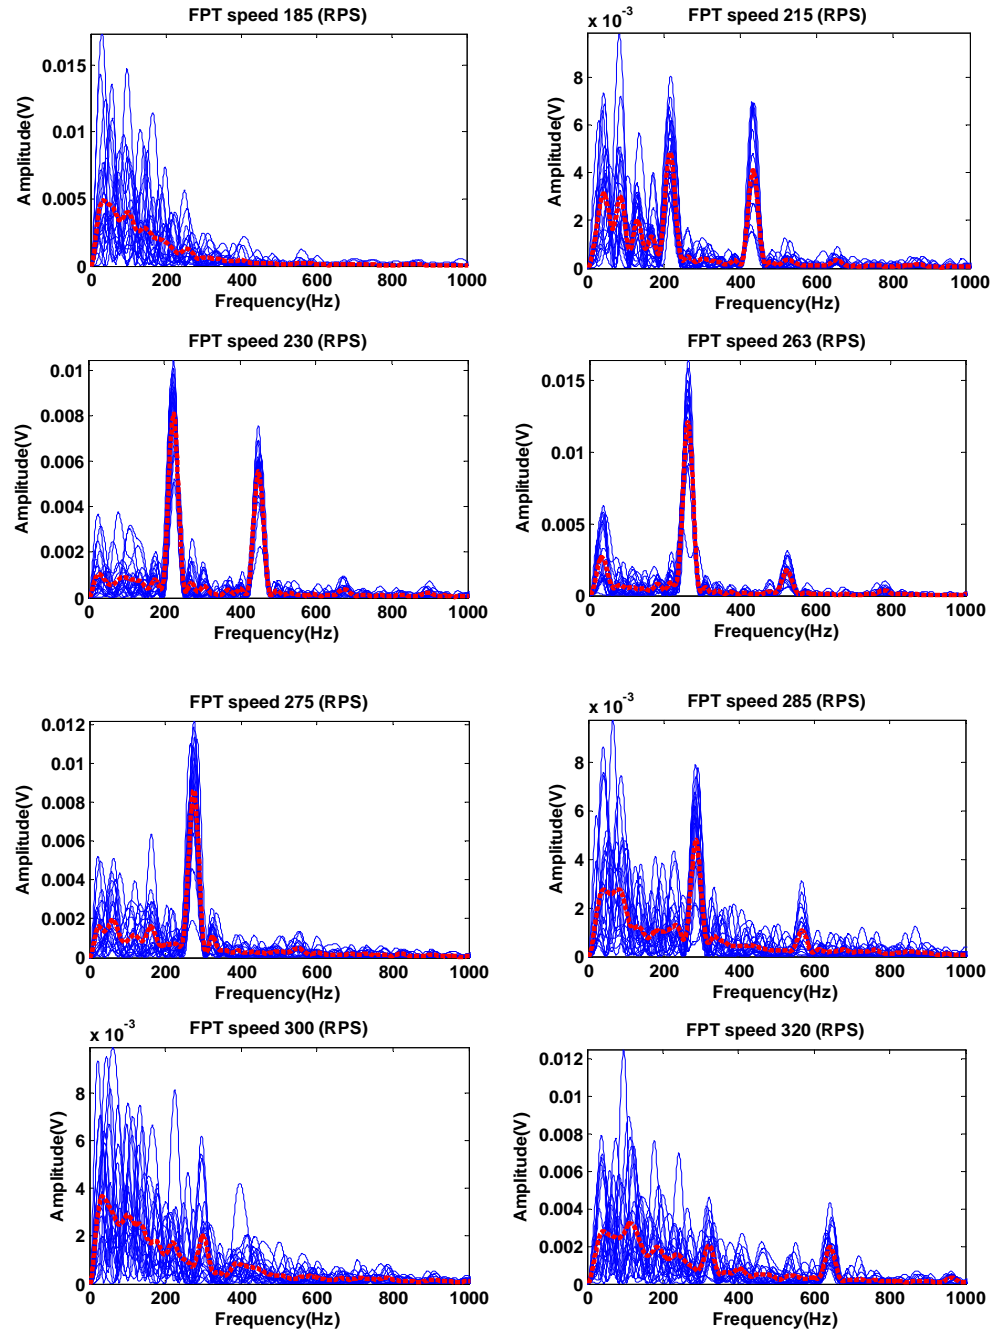 FPT speed 185 (RPS)
0.015
0.01
0.005
0
Amplitude(V)
0 200 400 600 800 1000
Frequency(Hz)
FPT speed 215 (RPS)
x 10-3
8
6
4
2
0
Amplitude(V)
0 200 400 600 800 1000
Frequency(Hz)
FPT speed 230 (RPS)
0.01
0.008
0.006
0.004
0.002
0
Amplitude(V)
0 200 400 600 800 1000
Frequency(Hz)
FPT speed 263 (RPS)
0.015
0.01
0.005
0
Amplitude(V)
0 200 400 600 800 1000
Frequency(Hz)
FPT speed 275 (RPS)
0.012
0.01
0.008
0.006
0.004
0.002
0
Amplitude(V)
0 200 400 600 800 1000
Frequency(Hz)
FPT speed 285 (RPS)
x 10-3
8
6
4
2
0
Amplitude(V)
0 200 400 600 800 1000
Frequency(Hz)
FPT speed 300 (RPS)
x 10-3
8
6
4
2
0
Amplitude(V)
0 200 400 600 800 1000
Frequency(Hz)
FPT speed 320 (RPS)
0.012
0.01
0.008
0.006
0.004
0.002
0
Amplitude(V)
0 200 400 600 800 1000
Frequency(Hz)